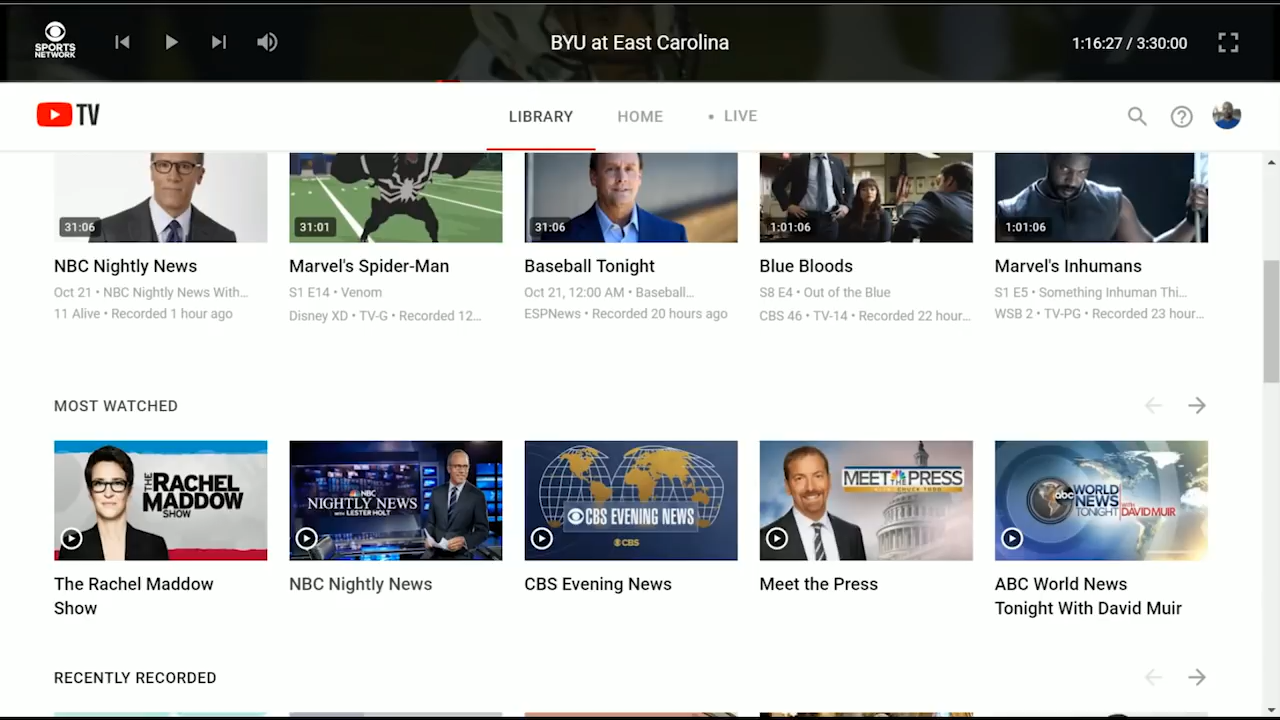 SPORTS
NETWORK
BYU at East Carolina
1:16:27 / 3:30:00
TV
LIBRARY
HOME
• LIVE
31:06
31:01
31:06
1:01:06
1:01:06
NBC Nightly News
Marvel's Spider-Man
Baseball Tonight
Blue Bloods
Marvel's Inhumans
Oct 21 • NBC Nightly News With...
S1 E14 • Venom
Oct 21, 12:00 AM • Baseball...
S8 E4 • Out of the Blue
S1 E5 • Something Inhuman Thi...
11 Alive • Recorded 1 hour ago
Disney XD • TV-G • Recorded 12...
ESPNews • Recorded 20 hours ago
CBS 46 • TV-14 • Recorded 22 hour...
WSB 2 • TV-PG • Recorded 23 hour...
MOST WATCHED
THE
RACHEL
MADDOW
SHOW
NBC
NIGHTLY NEWS
WITH LESTER HOLT
CBS EVENING NEWS
CBS
MEET THE PRESS
WITH CHUCK TODD
abc
WORLD
NEWS
TONIGHT
WITH
DAVID MUIR
The Rachel Maddow
Show
NBC Nightly News
CBS Evening News
Meet the Press
ABC World News
Tonight With David Muir
RECENTLY RECORDED